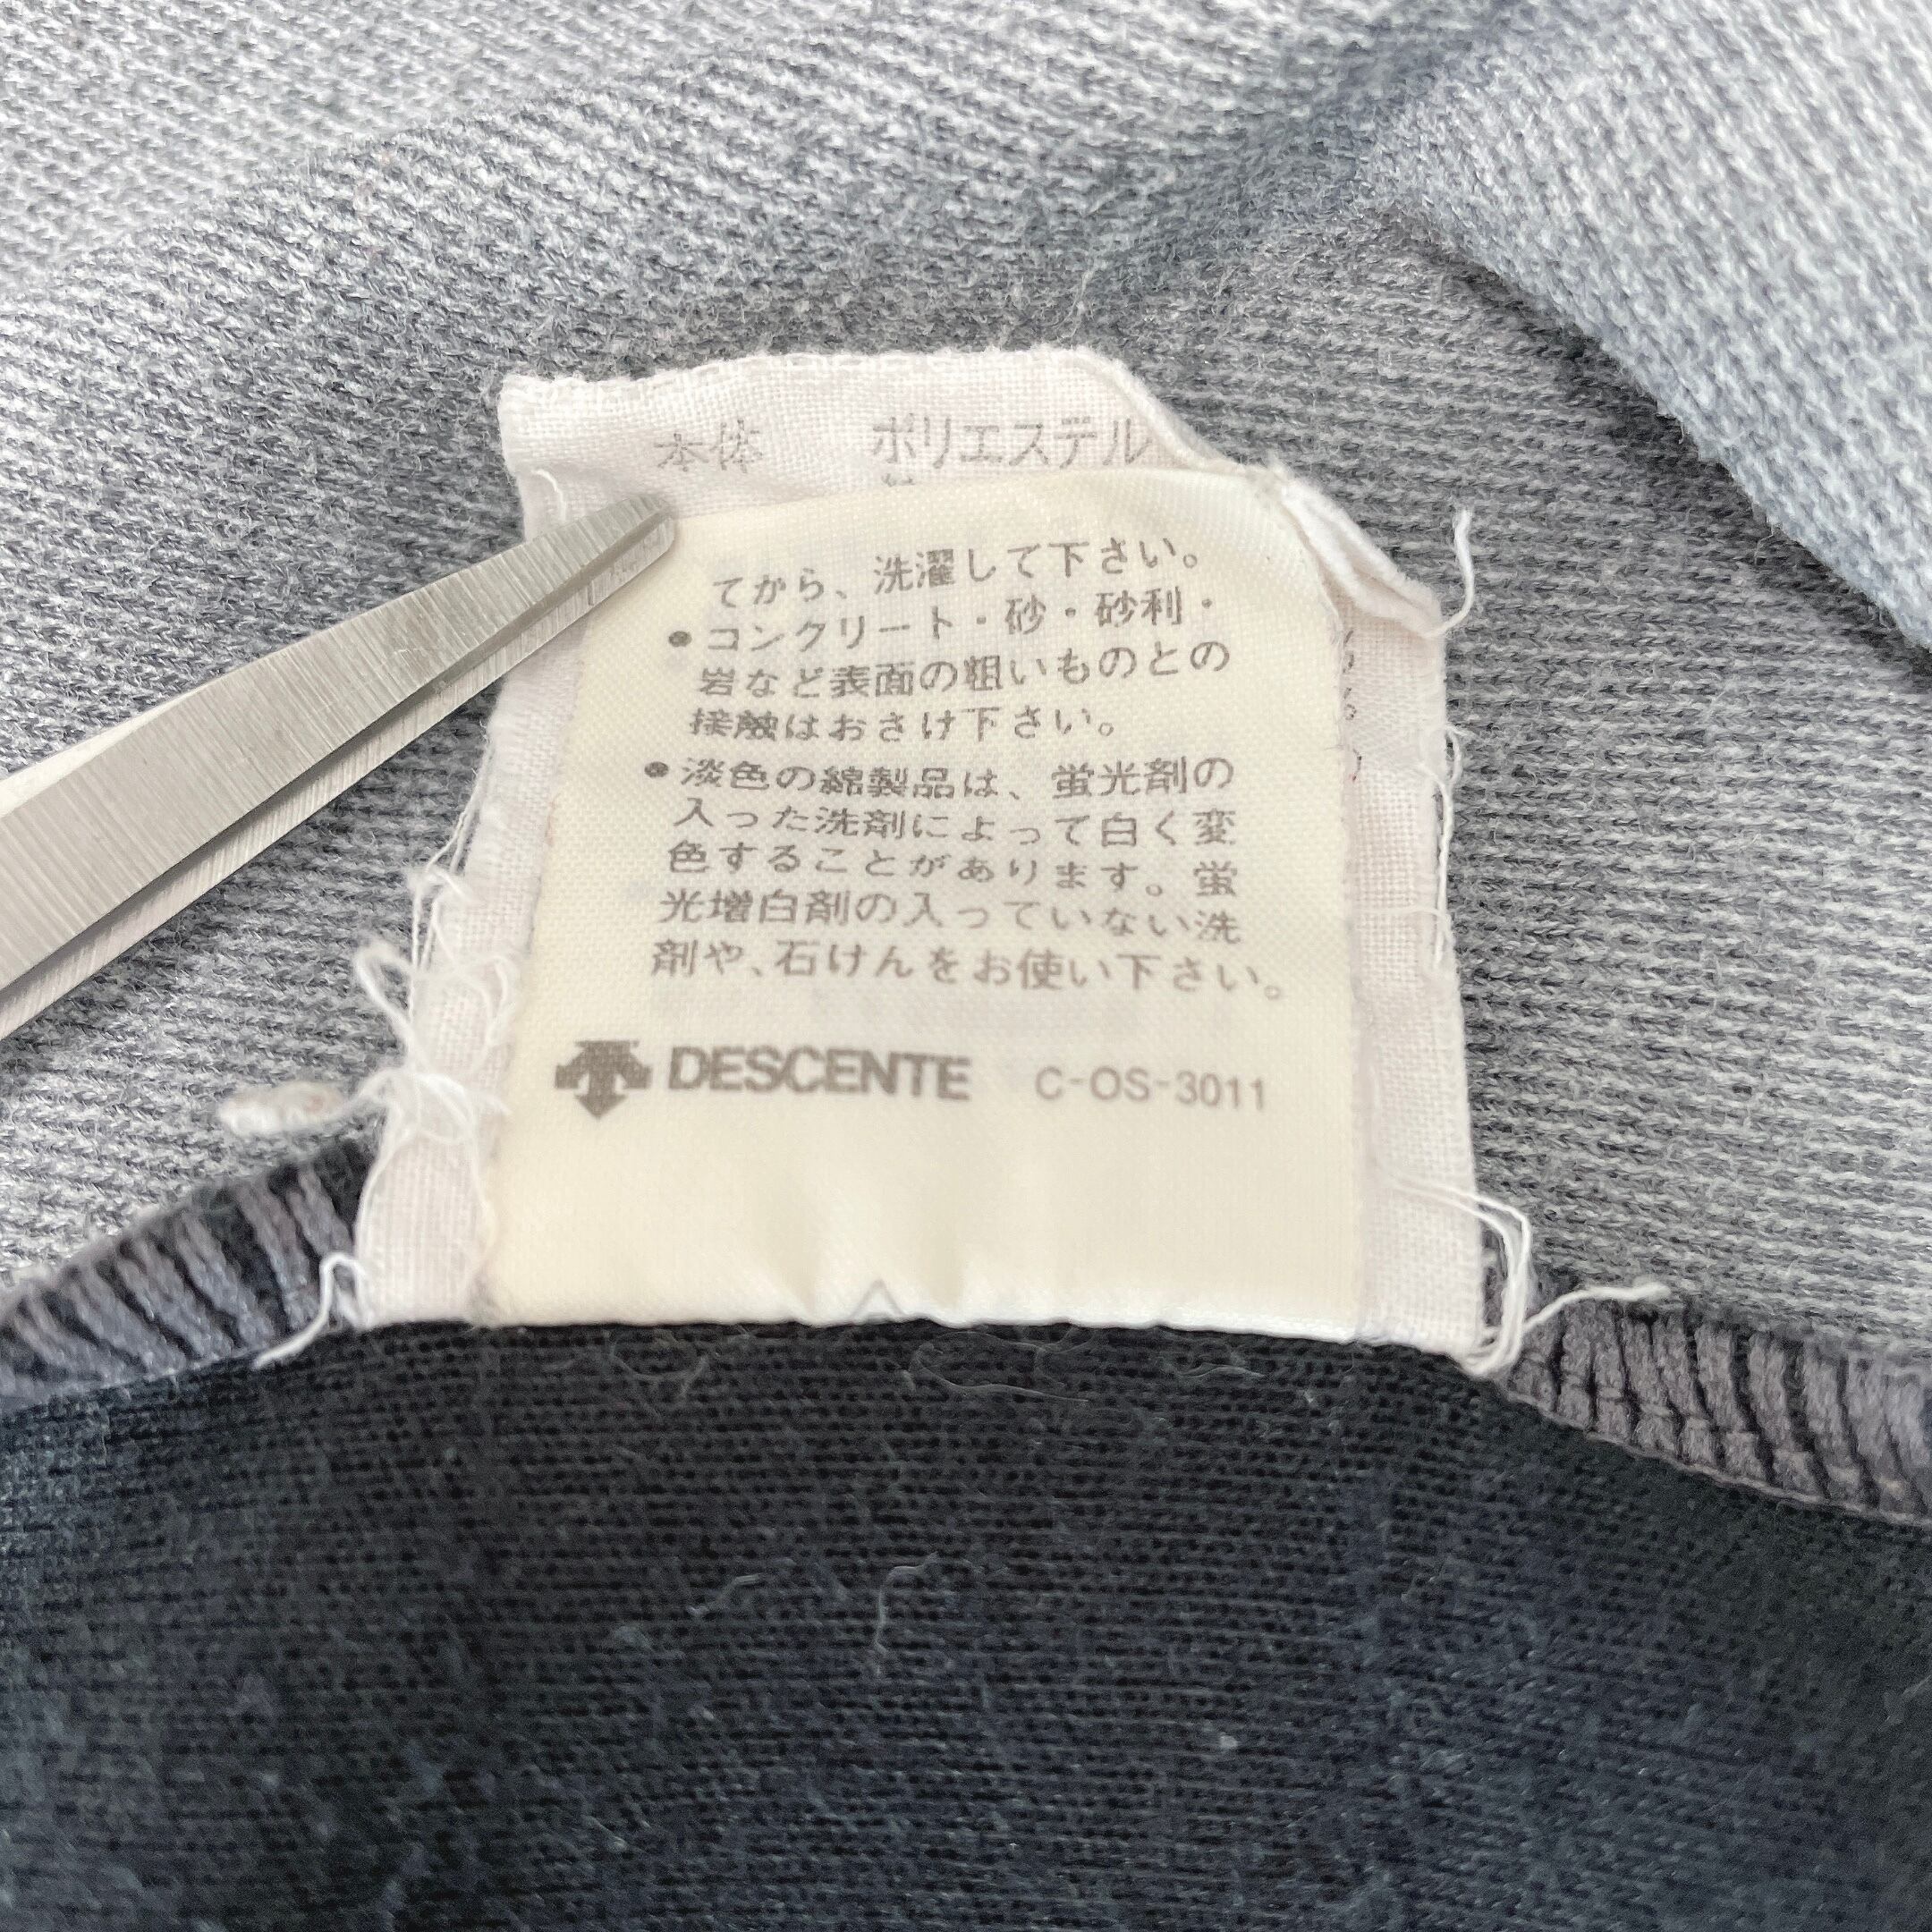 本体 ポリエステル
てから、洗濯して下さい。
●コンクリート・砂・砂利・
岩など表面の粗いものとの
接触はおさけ下さい。
●淡色の綿製品は、蛍光剤の
入った洗剤によって白く変
色することがあります。蛍
光増白剤の入っていない洗
剤や、石けんをお使い下さい。
DESCENTE C-OS-3011